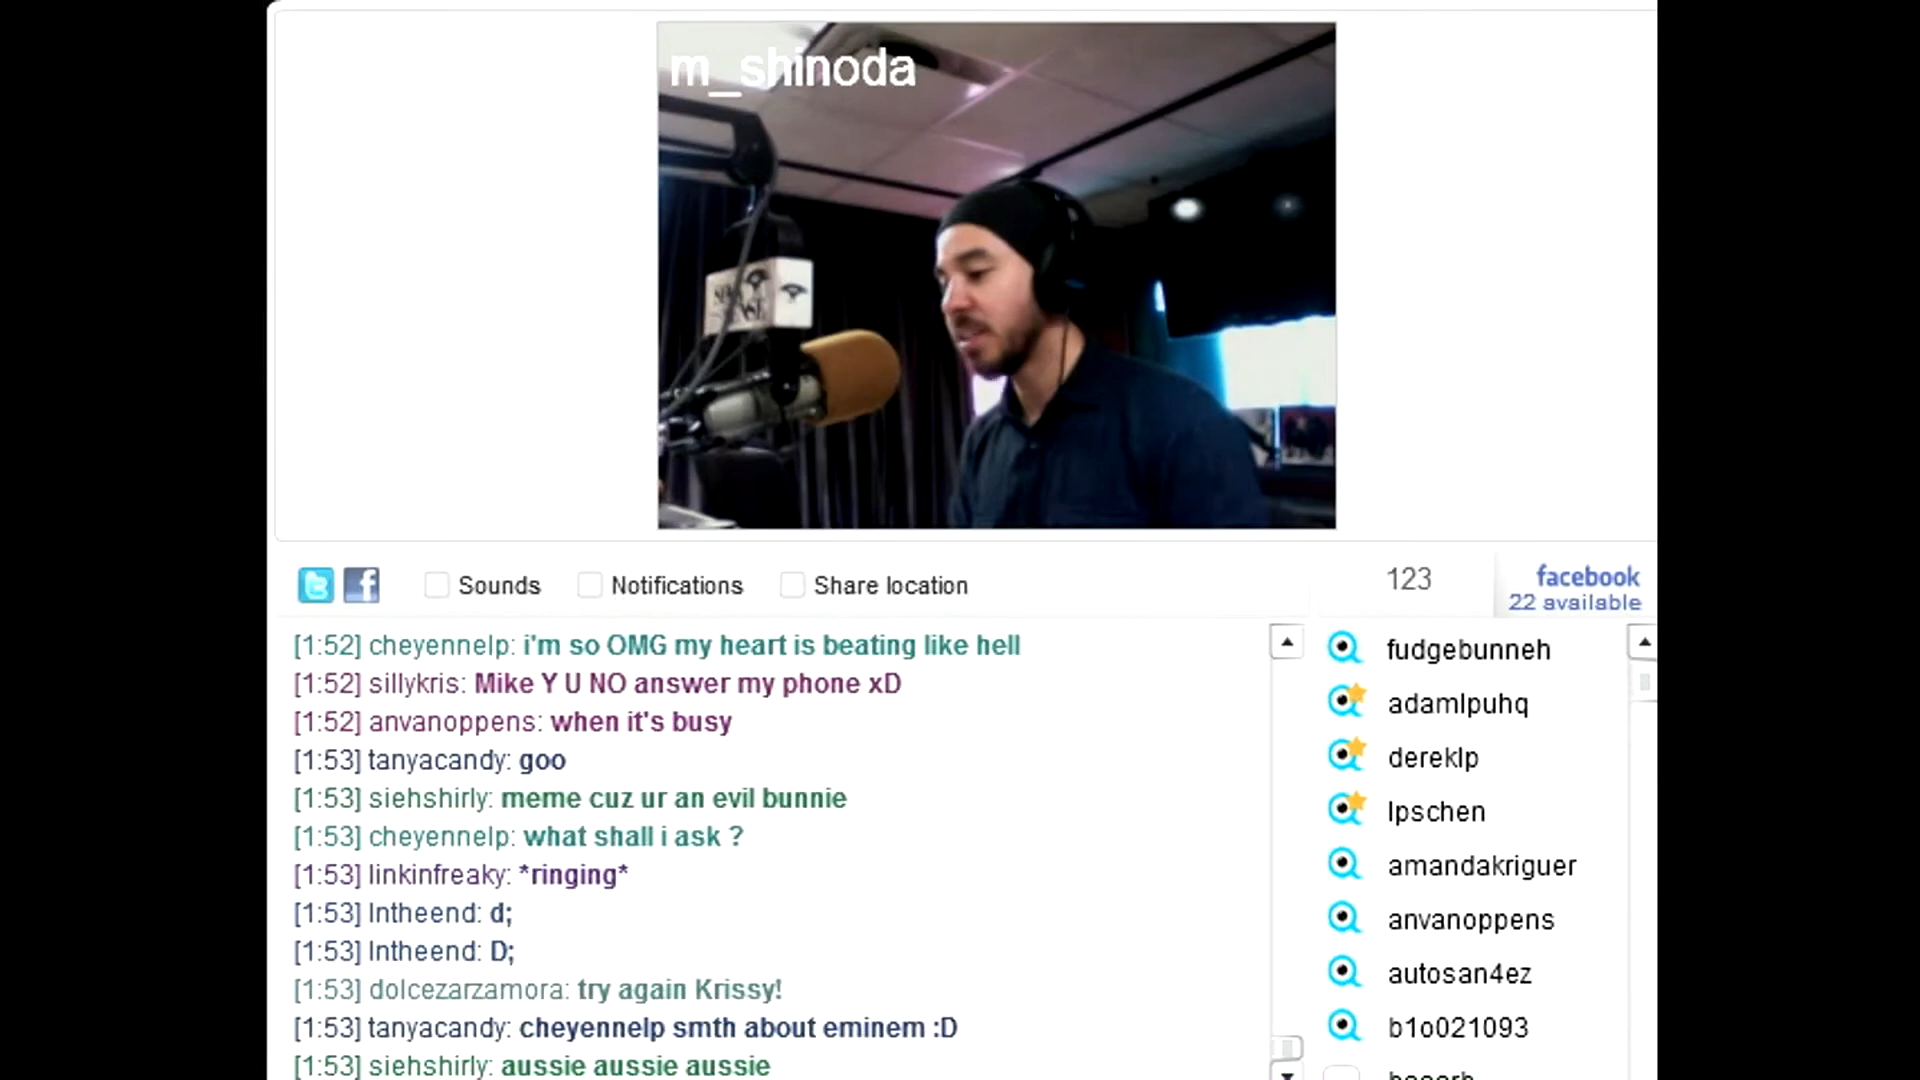 m_shinoda
Sounds Notifications Share location
123
facebook
22 available
[1:52] cheyennelp: i'm so OMG my heart is beating like hell
[1:52] sillykris: Mike Y U NO answer my phone xD
[1:52] anvanoppens: when it's busy
[1:53] tanyacandy: goo
[1:53] siehshirly: meme cuz ur an evil bunnie
[1:53] cheyennelp: what shall i ask ?
[1:53] linkinfreaky: *ringing*
[1:53] Intheend: d;
[1:53] Intheend: D;
[1:53] dolcezarzamora: try again Krissy!
[1:53] tanyacandy: cheyennelp smth about eminem :D
[1:53] siehshirly: aussie aussie aussie
fudgebunneh
adamlpuhq
dereklp
lpschen
amandakriguer
anvanoppens
autosan4ez
b1o021093